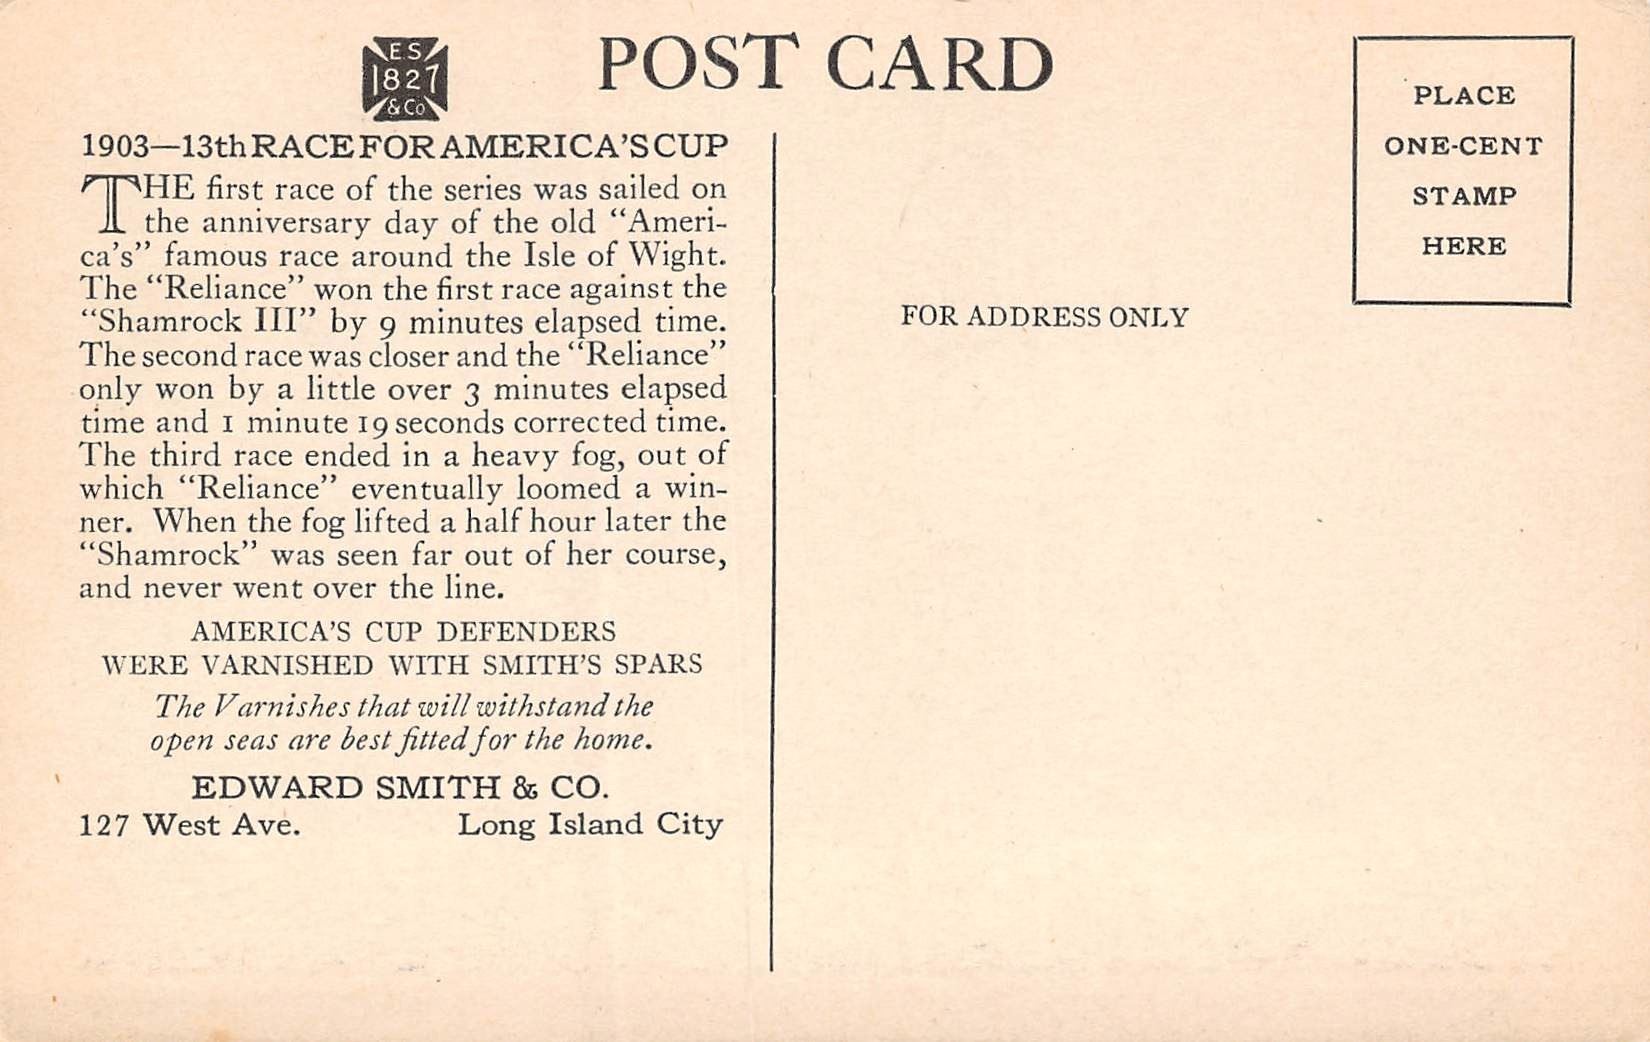 E.S.
1827
& Co
POST CARD
PLACE
ONE-CENT
STAMP
HERE
1903—13th RACE FOR AMERICA'S CUP
THE first race of the series was sailed on
the anniversary day of the old “Ameri-
ca's” famous race around the Isle of Wight.
The “Reliance” won the first race against the
“Shamrock III” by 9 minutes elapsed time.
The second race was closer and the “Reliance”
only won by a little over 3 minutes elapsed
time and 1 minute 19 seconds corrected time.
The third race ended in a heavy fog, out of
which “Reliance” eventually loomed a win-
ner. When the fog lifted a half hour later the
“Shamrock” was seen far out of her course,
and never went over the line.
AMERICA'S CUP DEFENDERS
WERE VARNISHED WITH SMITH'S SPARS
The Varnishes that will withstand the
open seas are best fitted for the home.
EDWARD SMITH & CO.
127 West Ave. Long Island City
FOR ADDRESS ONLY